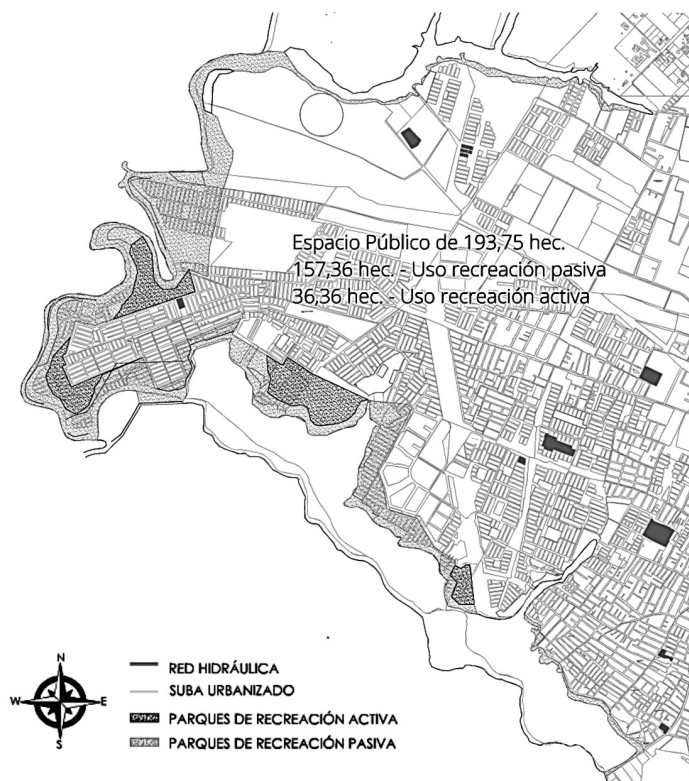 Espacio Público de 193,75 hec.
157,36 hec. - Uso recreación pasiva
36,36 hec. - Uso recreación activa
N
W E
S
RED HIDRÁULICA
SUBA URBANIZADO
PARQUES DE RECREACIÓN ACTIVA
PARQUES DE RECREACIÓN PASIVA